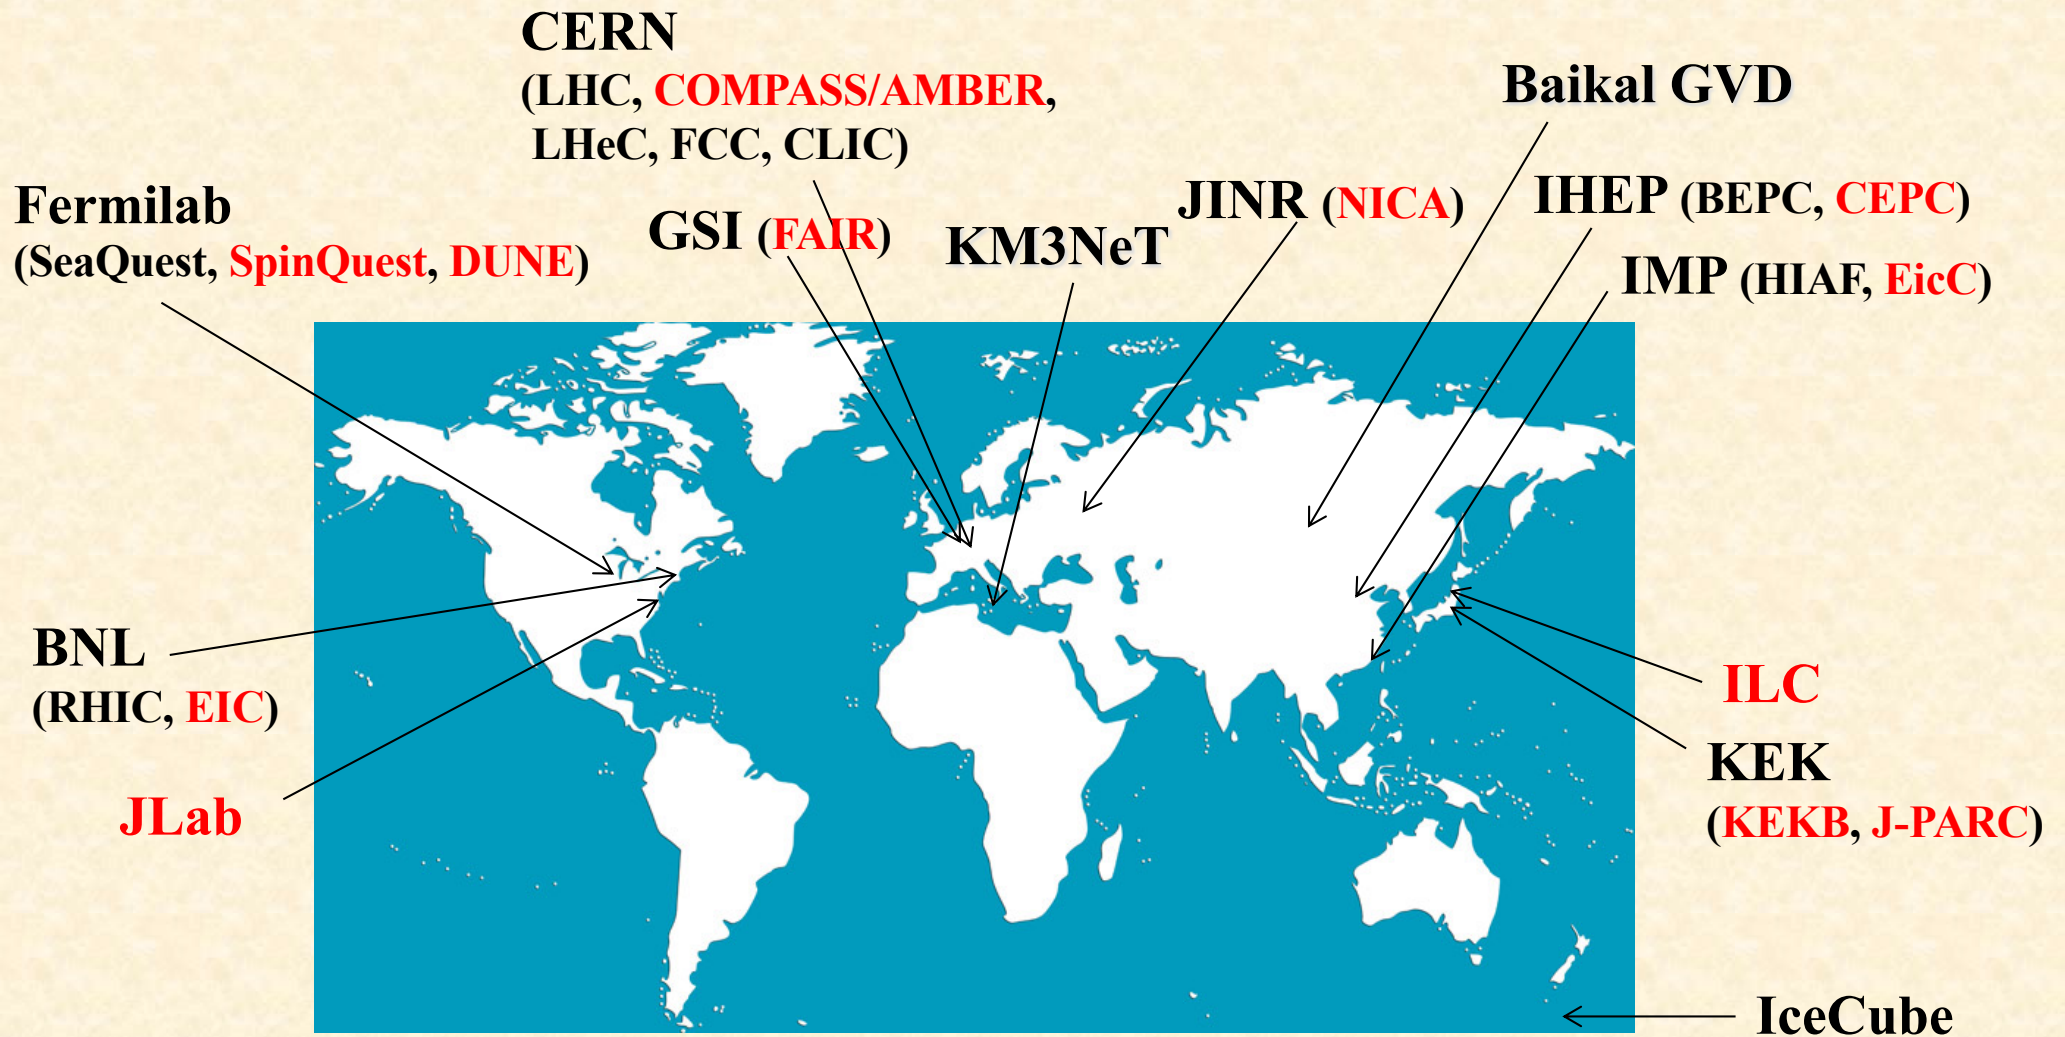 CERN
(LHC, COMPASS/AMBER,
LHeC, FCC, CLIC)
Baikal GVD
Fermilab
(SeaQuest, SpinQuest, DUNE)
GSI (FAIR)
KM3NeT
JINR (NICA)
IHEP (BEPC, CEPC)
IMP (HIAF, EicC)
BNL
(RHIC, EIC)
JLab
ILC
KEK
(KEKB, J-PARC)
IceCube